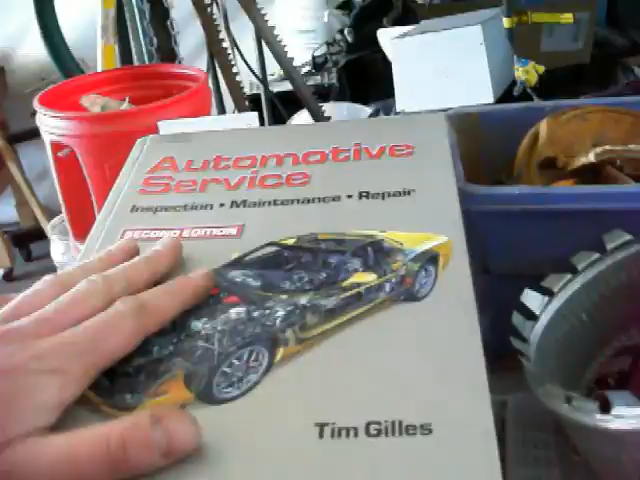 Automotive
Service
Inspection • Maintenance • Repair
SECOND EDITION
Tim Gilles